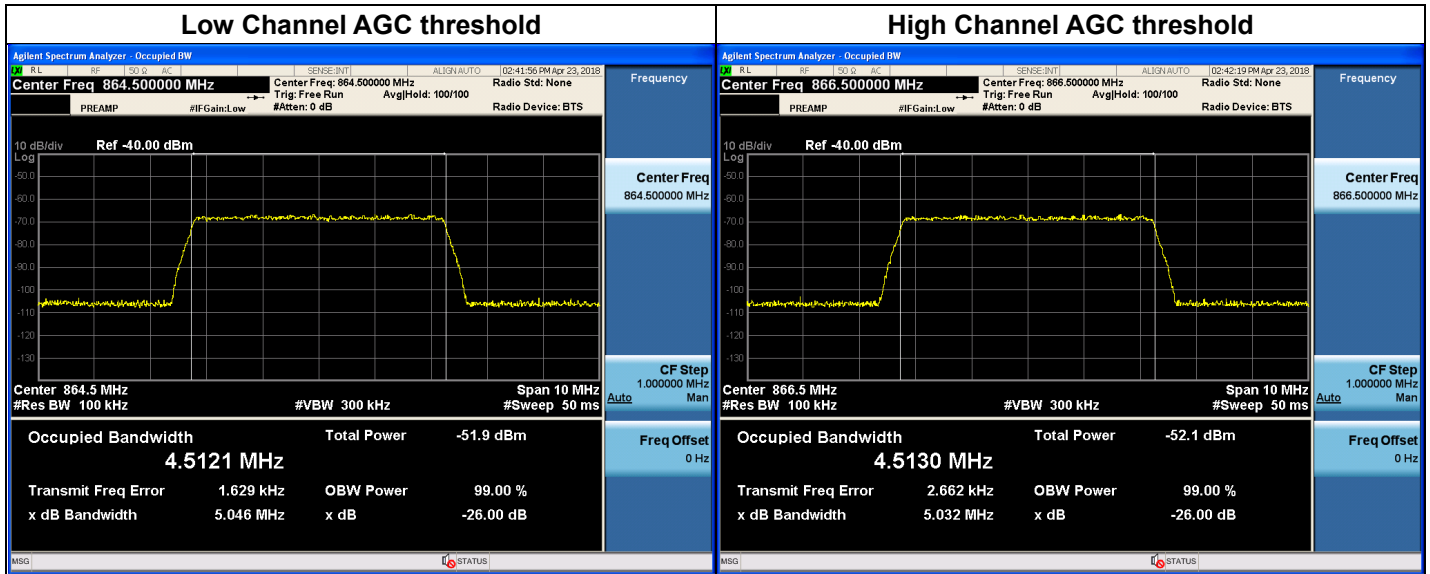 Low Channel AGC threshold
High Channel AGC threshold
Agilent Spectrum Analyzer - Occupied BW
LXI RL RF 50 Ω AC SENSE:INT ALIGN AUTO 02:41:56 PM Apr 23, 2018
Center Freq 864.500000 MHz
Center Freq: 864.500000 MHz Radio Std: None
Trig: Free Run Avg|Hold: 100/100
PREAMP #IFGain:Low #Atten: 0 dB Radio Device: BTS
10 dB/div Ref -40.00 dBm
Log
-50.0
-60.0
-70.0
-80.0
-90.0
-100
-110
-120
-130
Center 864.5 MHz Span 10 MHz
#Res BW 100 kHz #VBW 300 kHz #Sweep 50 ms
Occupied Bandwidth Total Power -51.9 dBm
4.5121 MHz
Transmit Freq Error 1.629 kHz OBW Power 99.00 %
x dB Bandwidth 5.046 MHz x dB -26.00 dB
MSG STATUS
Frequency
Center Freq
864.500000 MHz
CF Step
1.000000 MHz
Auto Man
Freq Offset
0 Hz
Agilent Spectrum Analyzer - Occupied BW
LXI RL RF 50 Ω AC SENSE:INT ALIGN AUTO 02:42:19 PM Apr 23, 2018
Center Freq 866.500000 MHz
Center Freq: 866.500000 MHz Radio Std: None
Trig: Free Run Avg|Hold: 100/100
PREAMP #IFGain:Low #Atten: 0 dB Radio Device: BTS
10 dB/div Ref -40.00 dBm
Log
-50.0
-60.0
-70.0
-80.0
-90.0
-100
-110
-120
-130
Center 866.5 MHz Span 10 MHz
#Res BW 100 kHz #VBW 300 kHz #Sweep 50 ms
Occupied Bandwidth Total Power -52.1 dBm
4.5130 MHz
Transmit Freq Error 2.662 kHz OBW Power 99.00 %
x dB Bandwidth 5.032 MHz x dB -26.00 dB
MSG STATUS
Frequency
Center Freq
866.500000 MHz
CF Step
1.000000 MHz
Auto Man
Freq Offset
0 Hz